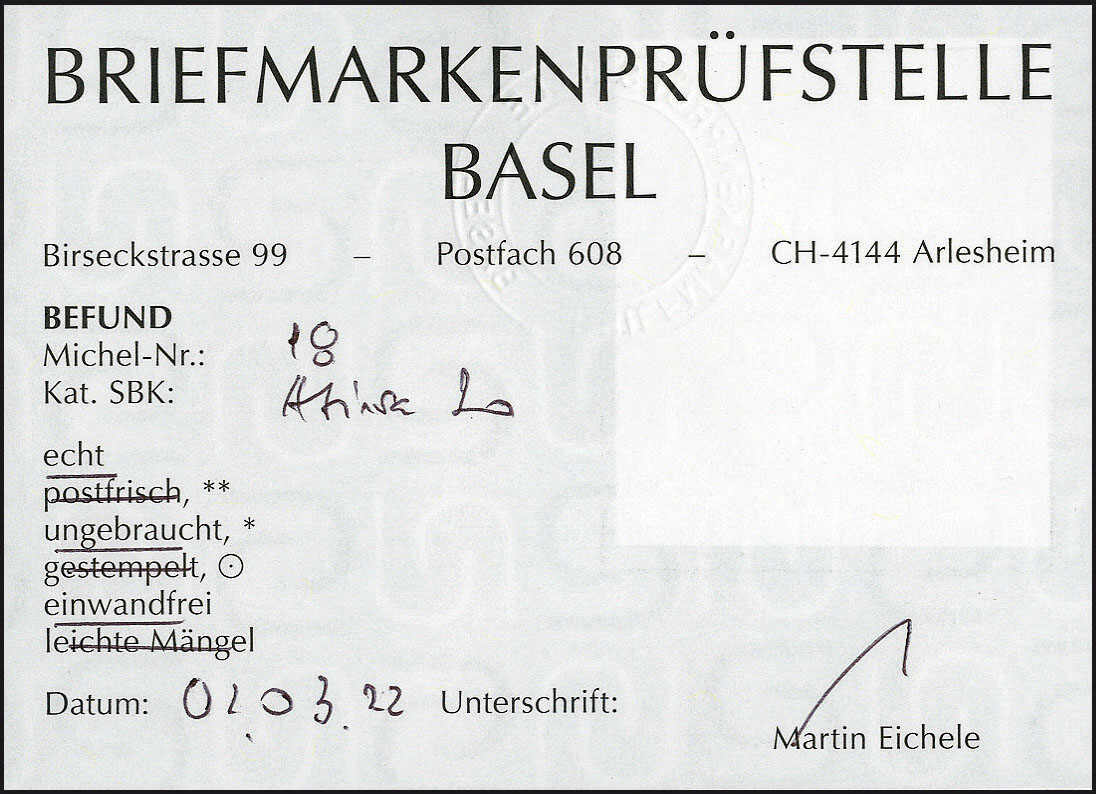 BRIEFMARKENPRÜFSTELLE
BASEL
Birseckstrasse 99 – Postfach 608 – CH-4144 Arlesheim
BEFUND
Michel-Nr.: 18
Kat. SBK:
echt
postfrisch, **
ungebraucht, *
gestempelt, ⊙
einwandfrei
leichte Mängel
Datum: 01.03.22 Unterschrift:
Martin Eichele